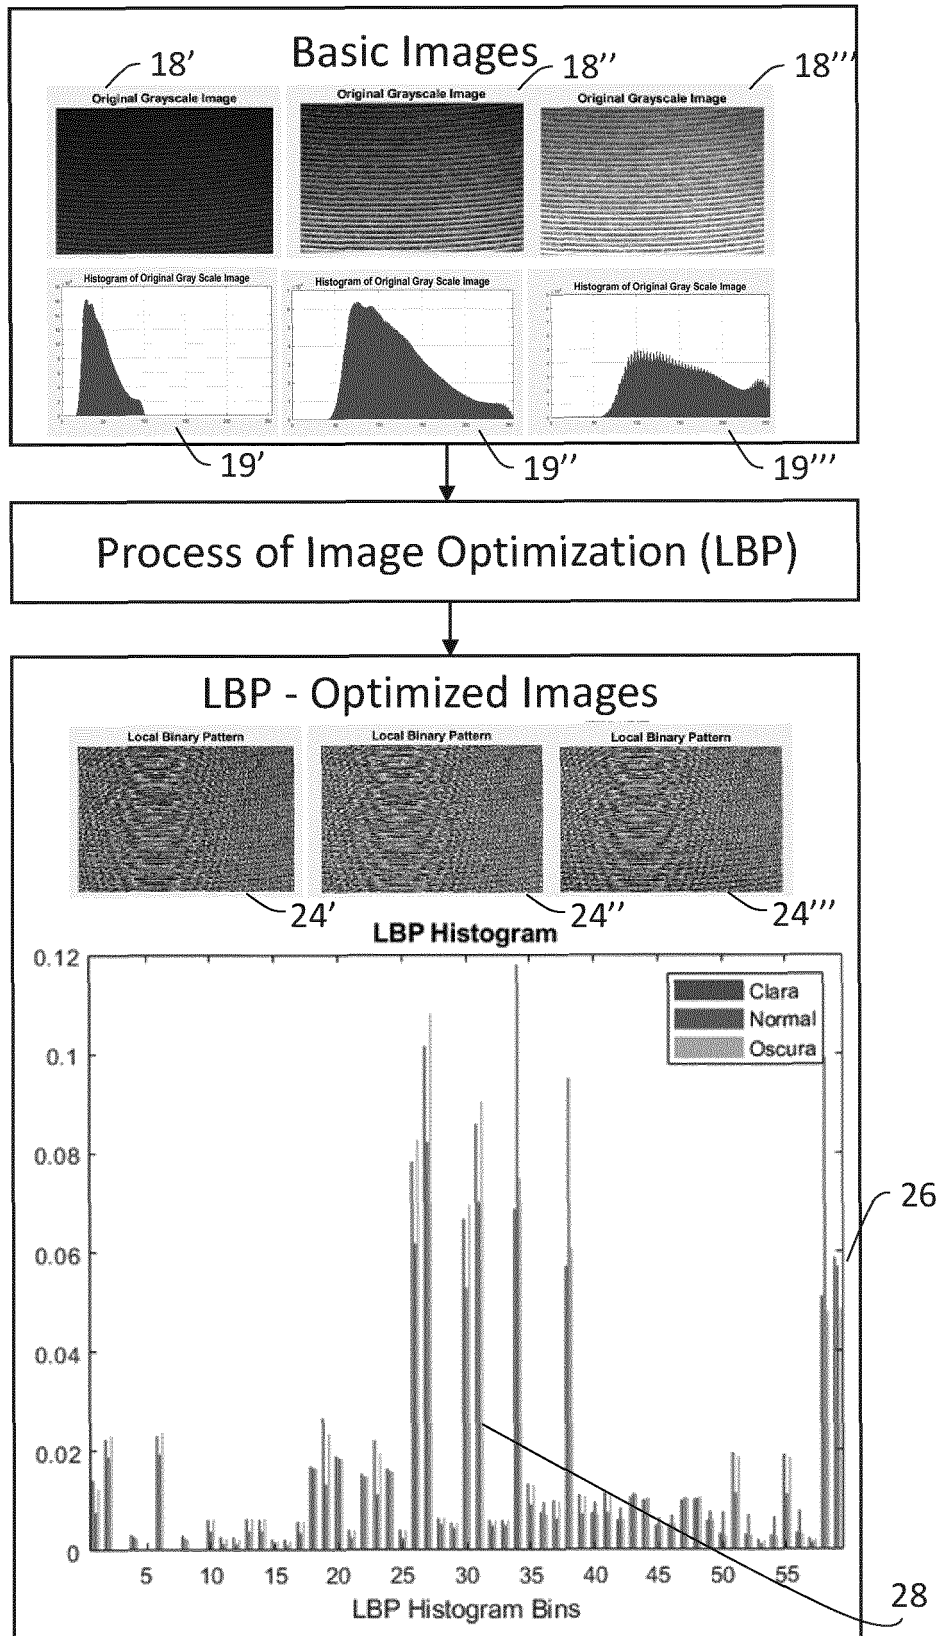 Basic Images
18' 18'' 18'''
Original Grayscale Image Original Grayscale Image Original Grayscale Image
Histogram of Original Gray Scale Image Histogram of Original Gray Scale Image Histogram of Original Gray Scale Image
19' 19'' 19'''
Process of Image Optimization (LBP)
LBP - Optimized Images
Local Binary Pattern Local Binary Pattern Local Binary Pattern
24' 24'' 24'''
LBP Histogram
Clara
Normal
Oscura
0.12
0.1
0.08
0.06
0.04
0.02
0
26
28
5 10 15 20 25 30 35 40 45 50 55
LBP Histogram Bins